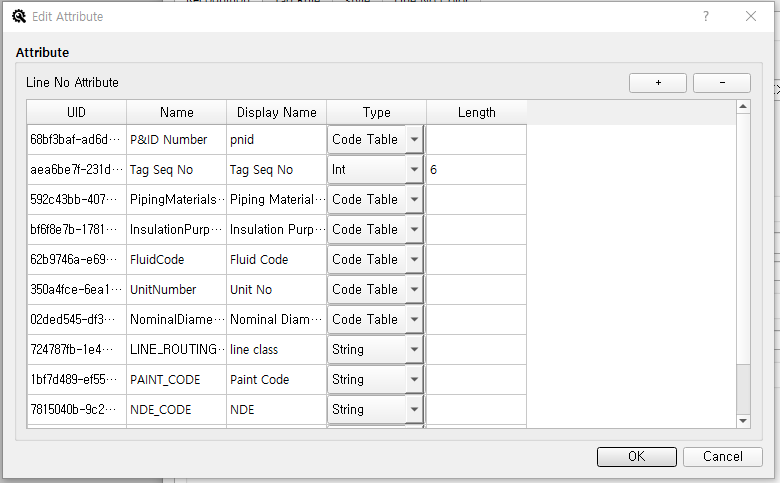 Edit Attribute ?
Attribute
Line No Attribute + -
UID Name Display Name Type Length
68bf3baf-ad6d··· P&ID Number pnid Code Table
aea6be7f-231d··· Tag Seq No Tag Seq No Int 6
592c43bb-407··· PipingMaterials··· Piping Material··· Code Table
bf6f8e7b-1781··· InsulationPurp··· Insulation Purp··· Code Table
62b9746a-e69··· FluidCode Fluid Code Code Table
350a4fce-6ea1··· UnitNumber Unit No Code Table
02ded545-df3··· NominalDiame··· Nominal Diam··· Code Table
724787fb-1e4··· LINE_ROUTING··· line class String
1bf7d489-ef55··· PAINT_CODE Paint Code String
7815040b-9c2··· NDE_CODE NDE String
OK Cancel